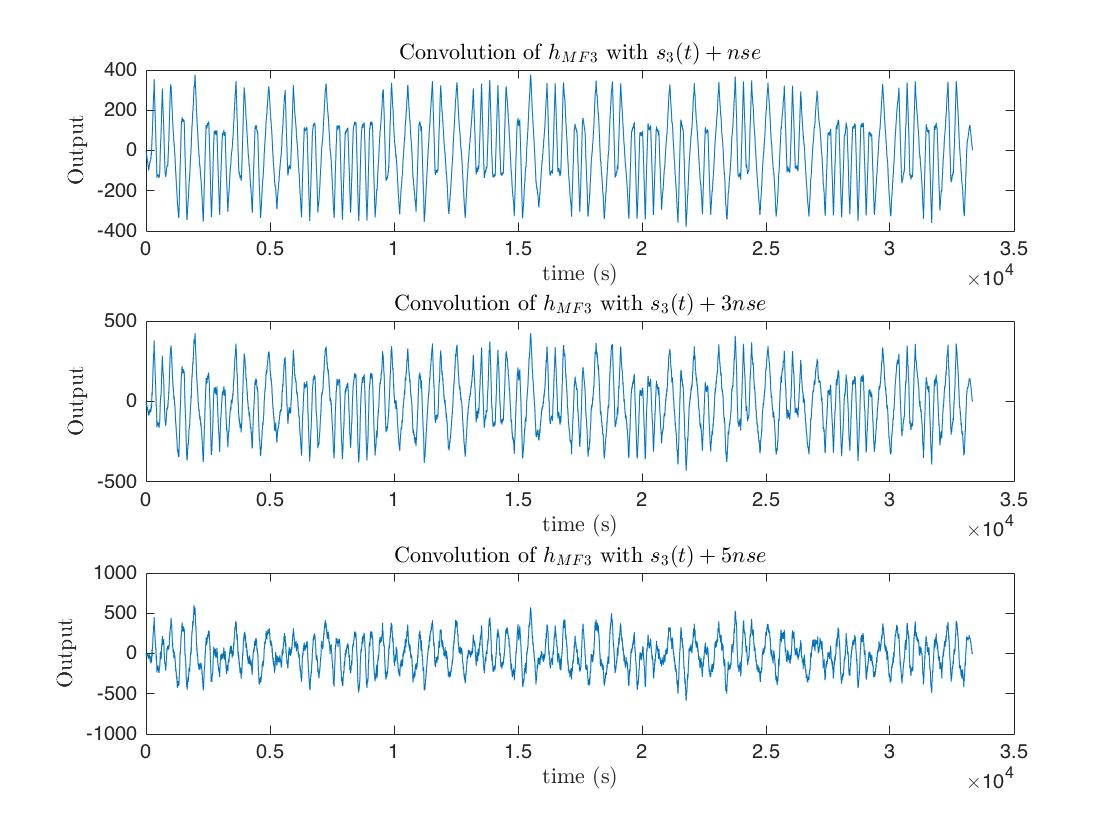 Convolution of h_{MF3} with s_3(t) + nse
400
200
0
-200
-400
Output
0 0.5 1 1.5 2 2.5 3 3.5
time (s)
×10^4
Convolution of h_{MF3} with s_3(t) + 3nse
500
0
-500
Output
0 0.5 1 1.5 2 2.5 3 3.5
time (s)
×10^4
Convolution of h_{MF3} with s_3(t) + 5nse
1000
500
0
-500
-1000
Output
0 0.5 1 1.5 2 2.5 3 3.5
time (s)
×10^4